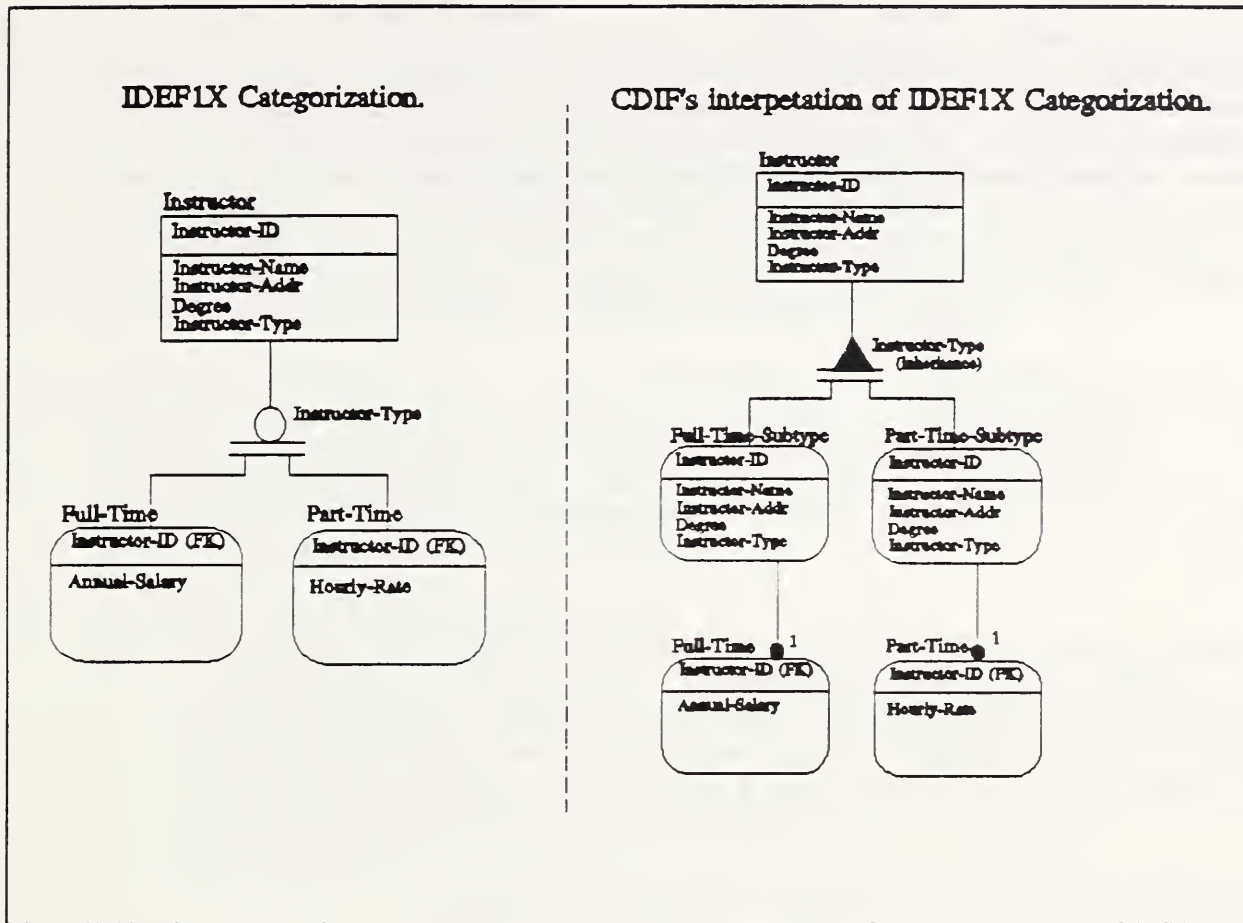 IDEF1X Categorization.
Instructor
Instructor-ID
Instructor-Name
Instructor-Addr
Degree
Instructor-Type
Instructor-Type
Full-Time
Instructor-ID (FK)
Annual-Salary
Part-Time
Instructor-ID (FK)
Hourly-Rate
CDIF's interpetation of IDEF1X Categorization.
Instructor
Instructor-ID
Instructor-Name
Instructor-Addr
Degree
Instructor-Type
Instructor-Type
(Inheritance)
Full-Time-Subtype
Instructor-ID
Instructor-Name
Instructor-Addr
Degree
Instructor-Type
Part-Time-Subtype
Instructor-ID
Instructor-Name
Instructor-Addr
Degree
Instructor-Type
Full-Time 1
Instructor-ID (FK)
Annual-Salary
Part-Time 1
Instructor-ID (FK)
Hourly-Rate